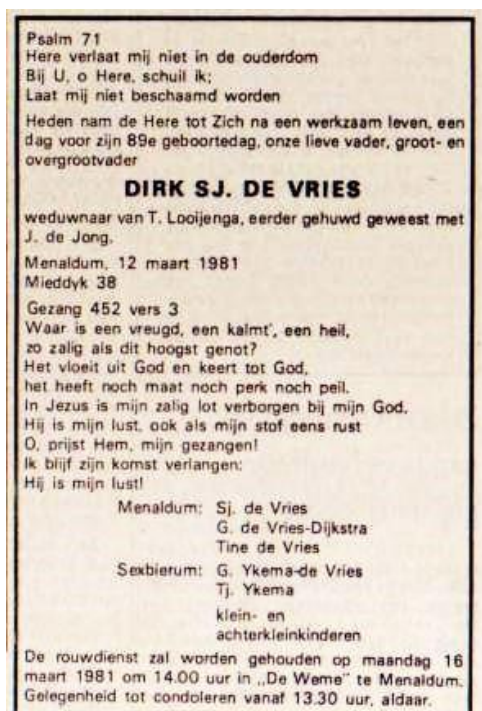 Psalm 71
Here verlaat mij niet in de ouderdom
Bij U, o Here, schuil ik;
Laat mij niet beschaamd worden
Heden nam de Here tot Zich na een werkzaam leven, een
dag voor zijn 89e geboortedag, onze lieve vader, groot- en
overgrootvader
DIRK SJ. DE VRIES
weduwnaar van T. Looijenga, eerder gehuwd geweest met
J. de Jong.
Menaldum, 12 maart 1981
Mieddyk 38
Gezang 452 vers 3
Waar is een vreugd, een kalmt', een heil,
zo zalig als dit hoogst genot?
Het vloeit uit God en keert tot God,
het heeft noch maat noch perk noch peil.
In Jezus is mijn zalig lot verborgen bij mijn God.
Hij is mijn lust, ook als mijn stof eens rust
O, prijst Hem, mijn gezangen!
Ik blijf zijn komst verlangen:
Hij is mijn lust!
Menaldum: Sj. de Vries
G. de Vries-Dijkstra
Tine de Vries
Sexbierum: G. Ykema-de Vries
Tj. Ykema
klein- en
achterkleinkinderen
De rouwdienst zal worden gehouden op maandag 16
maart 1981 om 14.00 uur in „De Weme" te Menaldum.
Gelegenheid tot condoleren vanaf 13.30 uur, aldaar.